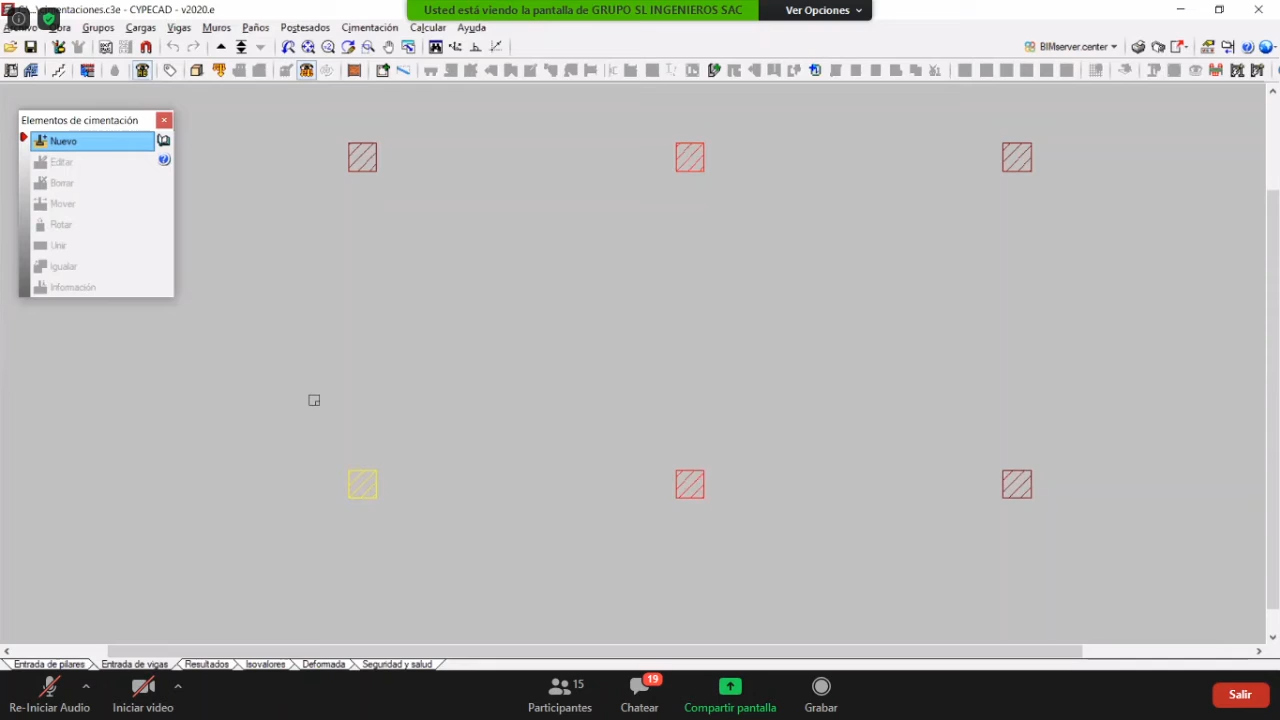 cimentaciones.c3e - CYPECAD - v2020.e
Usted está viendo la pantalla de GRUPO SL INGENIEROS SAC
Ver Opciones
Archivo Obra Grupos Cargas Vigas Muros Paños Postesados Cimentación Calcular Ayuda
BIMserver.center
Elementos de cimentación
Nuevo
Editar
Borrar
Mover
Rotar
Unir
Igualar
Información
Entrada de pilares Entrada de vigas Resultados Isovalores Deformada Seguridad y salud
15
19
Re-Iniciar Audio Iniciar video Participantes Chatear Compartir pantalla Grabar
Salir